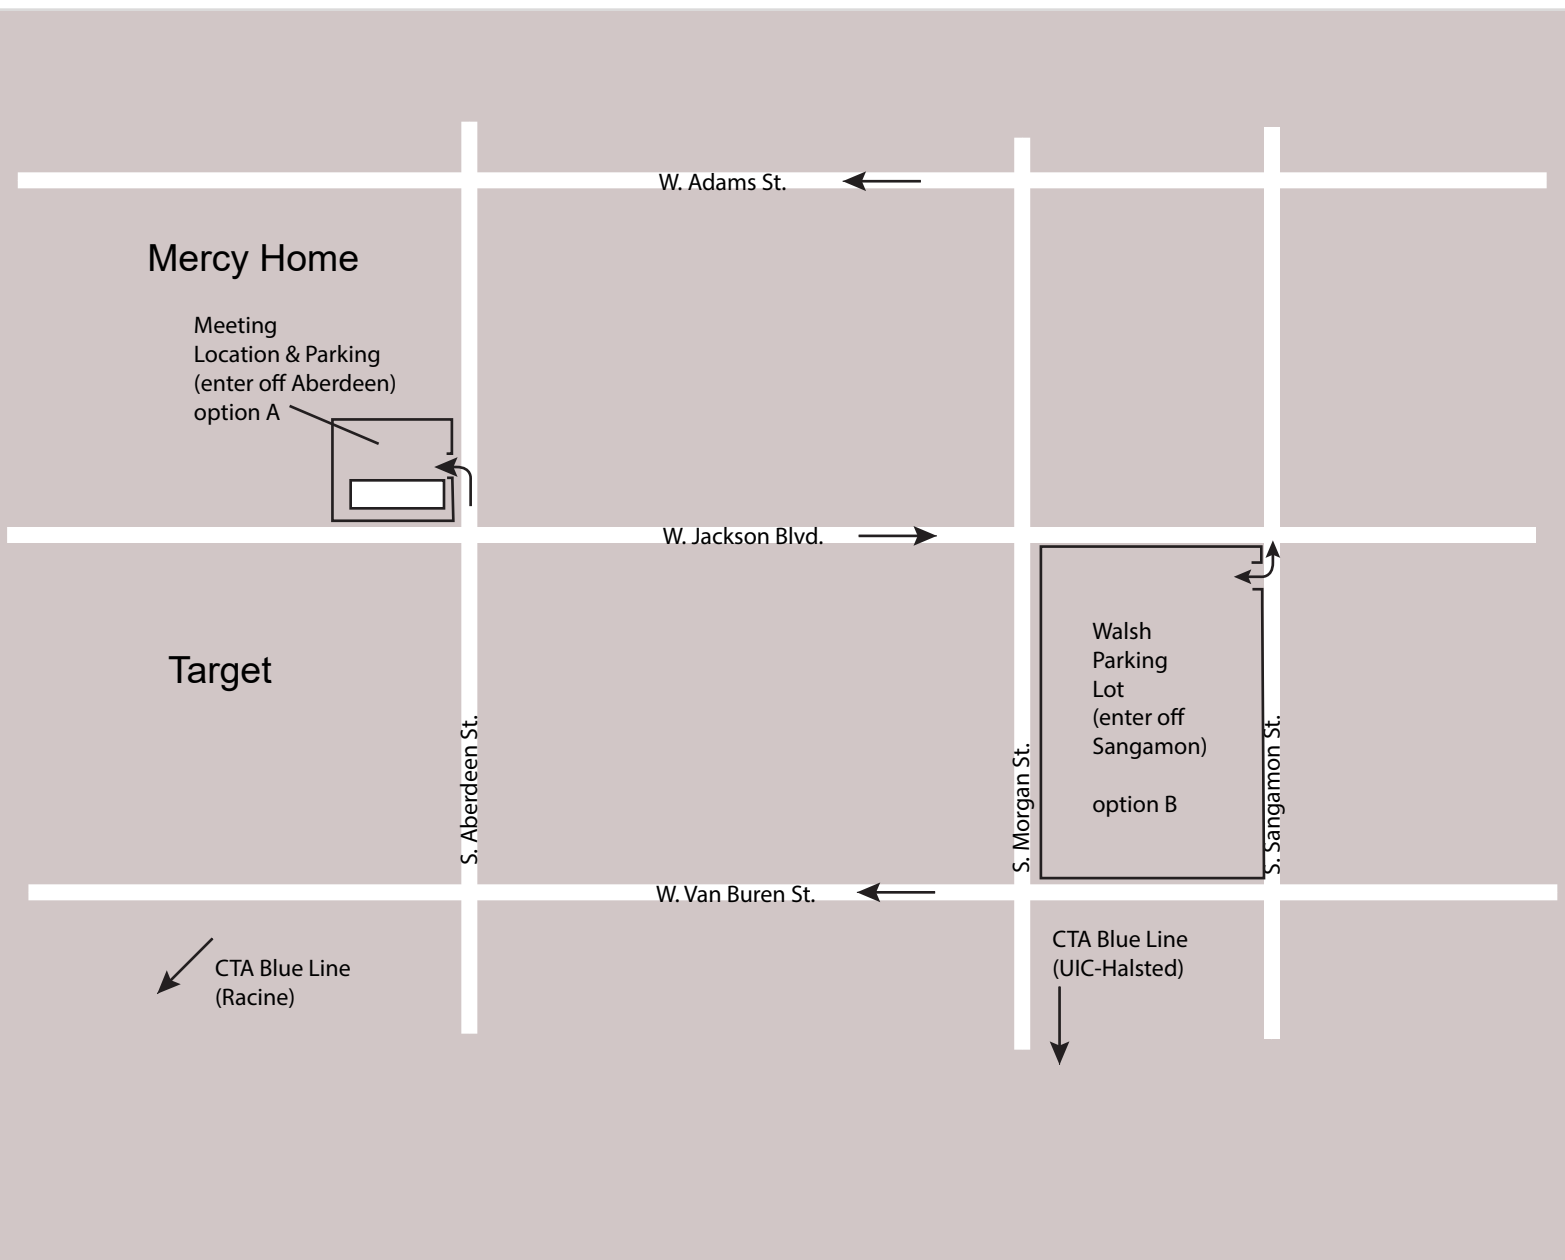 W. Adams St.
Mercy Home
Meeting
Location & Parking
(enter off Aberdeen)
option A
W. Jackson Blvd.
Target
Walsh
Parking
Lot
(enter off
Sangamon)
option B
S. Aberdeen St.
S. Morgan St.
S. Sangamon St.
W. Van Buren St.
CTA Blue Line
(Racine)
CTA Blue Line
(UIC-Halsted)